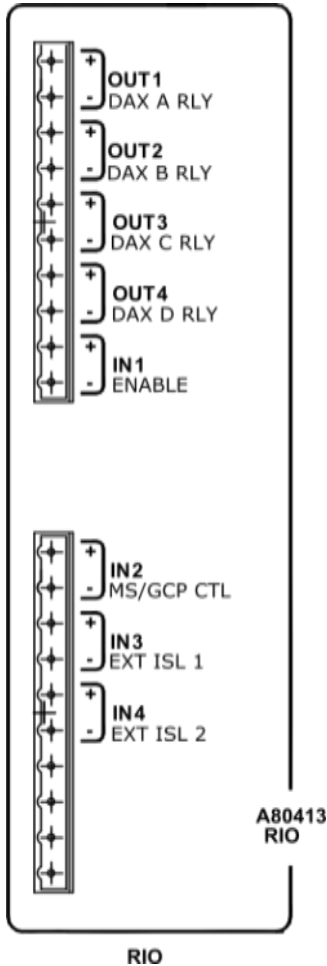 +
OUT1
-
DAX A RLY
+
OUT2
-
DAX B RLY
+
OUT3
-
DAX C RLY
+
OUT4
-
DAX D RLY
+
IN1
-
ENABLE
+
IN2
-
MS/GCP CTL
+
IN3
-
EXT ISL 1
+
IN4
-
EXT ISL 2
A80413
RIO
RIO